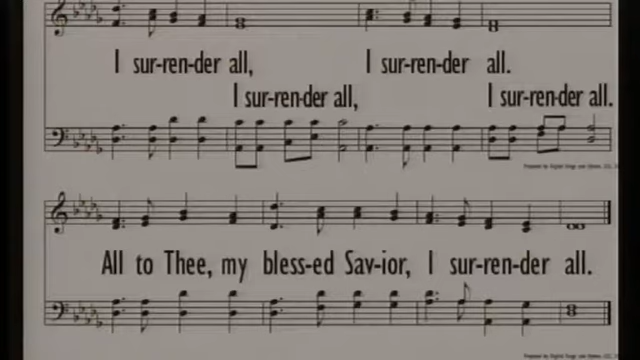 I sur-ren-der all, I sur-ren-der all.
I sur-ren-der all, I sur-ren-der all.
All to Thee, my bless-ed Sav-ior, I sur-ren-der all.